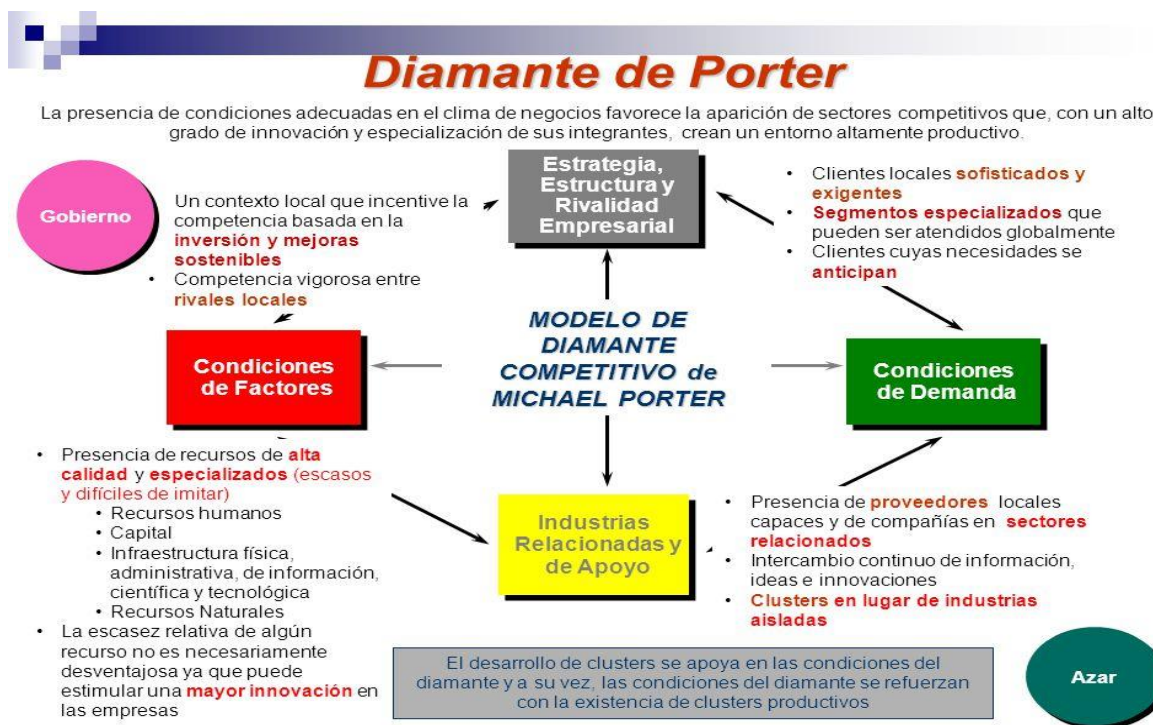 Diamante de Porter
La presencia de condiciones adecuadas en el clima de negocios favorece la aparición de sectores competitivos que, con un alto
grado de innovación y especialización de sus integrantes, crean un entorno altamente productivo.
Gobierno
Un contexto local que incentive la
competencia basada en la
inversión y mejoras
sostenibles
• Competencia vigorosa entre
rivales locales
Estrategia,
Estructura y
Rivalidad
Empresarial
• Clientes locales sofisticados y
exigentes
• Segmentos especializados que
pueden ser atendidos globalmente
• Clientes cuyas necesidades se
anticipan
Condiciones
de Factores
MODELO DE
DIAMANTE
COMPETITIVO de
MICHAEL PORTER
Condiciones
de Demanda
• Presencia de recursos de alta
calidad y especializados (escasos
y difíciles de imitar)
• Recursos humanos
• Capital
• Infraestructura física,
administrativa, de información,
científica y tecnológica
• Recursos Naturales
• La escasez relativa de algún
recurso no es necesariamente
desventajosa ya que puede
estimular una mayor innovación en
las empresas
Industrias
Relacionadas y
de Apoyo
• Presencia de proveedores locales
capaces y de compañías en sectores
relacionados
• Intercambio continuo de información,
ideas e innovaciones
• Clusters en lugar de industrias
aisladas
El desarrollo de clusters se apoya en las condiciones del
diamante y a su vez, las condiciones del diamante se refuerzan
con la existencia de clusters productivos
Azar